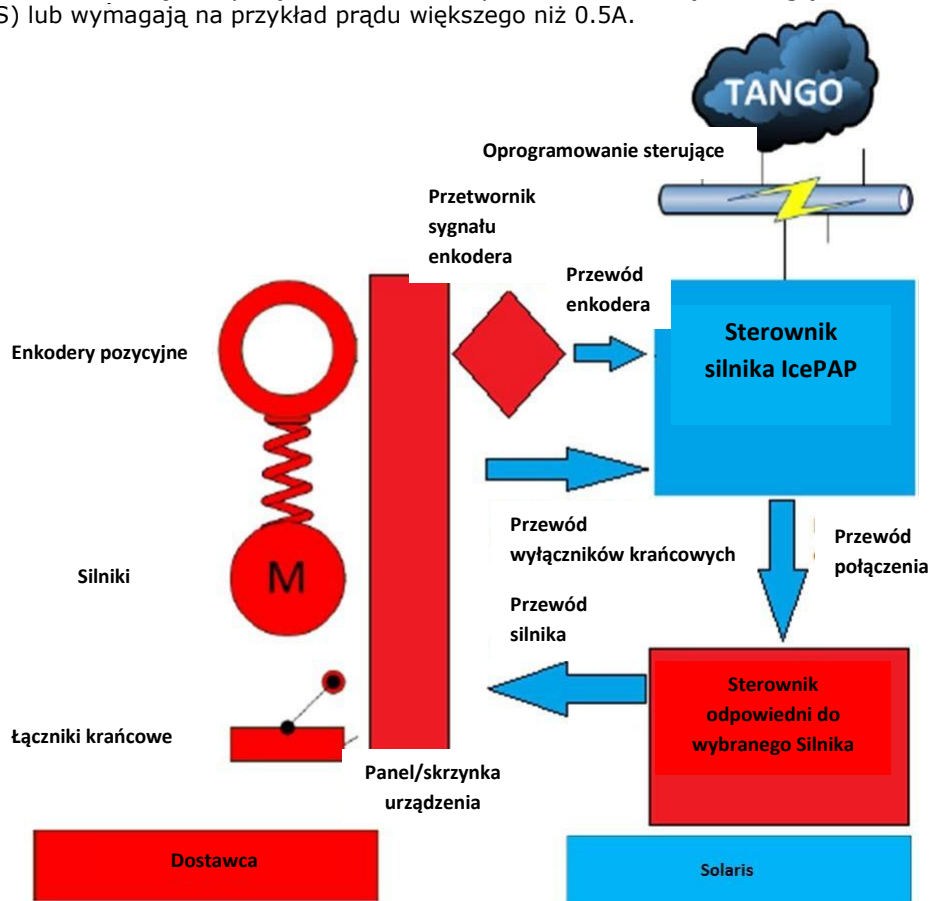 S) lub wymagają na przykład prądu większego niż 0.5A.
TANGO
Oprogramowanie sterujące
Przetwornik
sygnału
enkodera
Przewód
enkodera
Sterownik
silnika IcePAP
Enkodery pozycyjne
Przewód
wyłączników krańcowych
Przewód
połączenia
Silniki
M
Przewód
silnika
Sterownik
odpowiedni do
wybranego Silnika
Łączniki krańcowe
Panel/skrzynka
urządzenia
Dostawca
Solaris